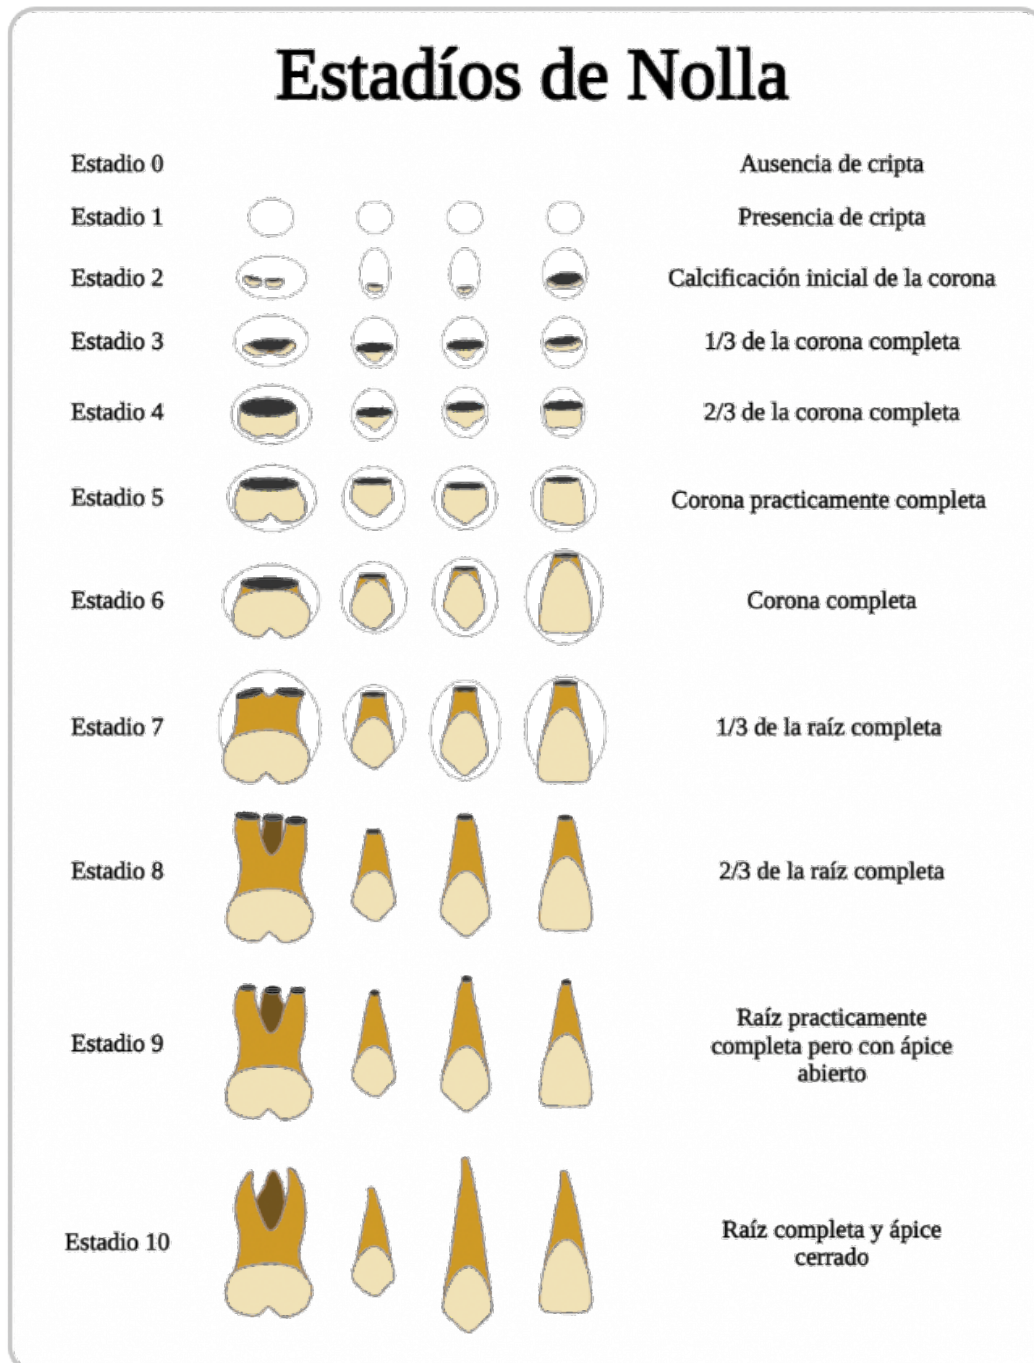 Estadíos de Nolla
Estadio 0
Ausencia de cripta
Estadio 1
Presencia de cripta
Estadio 2
Calcificación inicial de la corona
Estadio 3
1/3 de la corona completa
Estadio 4
2/3 de la corona completa
Estadio 5
Corona practicamente completa
Estadio 6
Corona completa
Estadio 7
1/3 de la raíz completa
Estadio 8
2/3 de la raíz completa
Estadio 9
Raíz practicamente
completa pero con ápice
abierto
Estadio 10
Raíz completa y ápice
cerrado